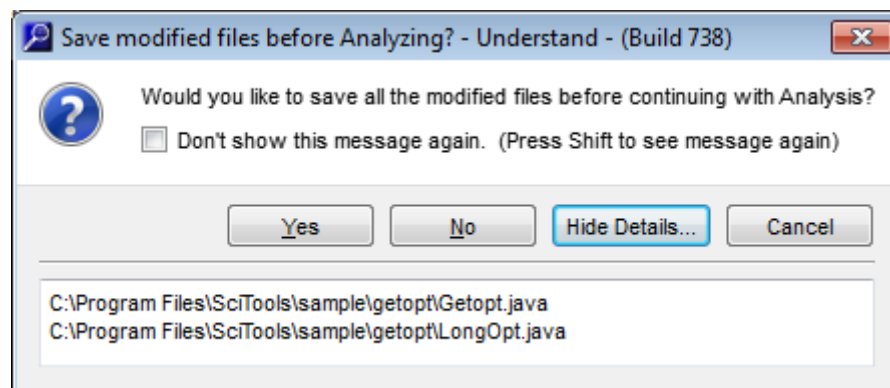 Save modified files before Analyzing? - Understand - (Build 738)
Would you like to save all the modified files before continuing with Analysis?
Don't show this message again.  (Press Shift to see message again)
Yes
No
Hide Details...
Cancel
C:\Program Files\SciTools\sample\getopt\Getopt.java
C:\Program Files\SciTools\sample\getopt\LongOpt.java